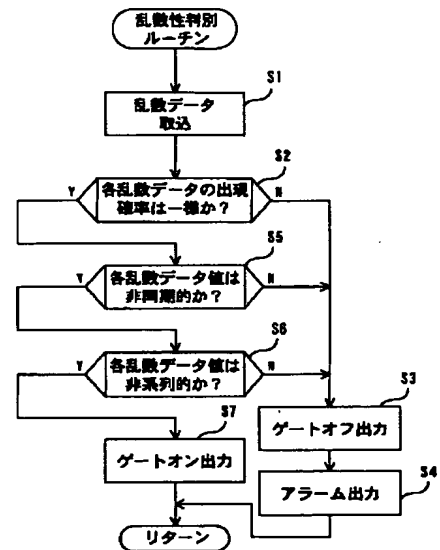 乱数性判別
ルーチン
S1
乱数データ
取込
S2
Y
各乱数データの出現
確率は一様か?
N
S5
Y
各乱数データ値は
非周期的か?
N
S6
Y
各乱数データ値は
非系列的か?
N
S3
S7
ゲートオフ出力
S4
ゲートオン出力
アラーム出力
リターン